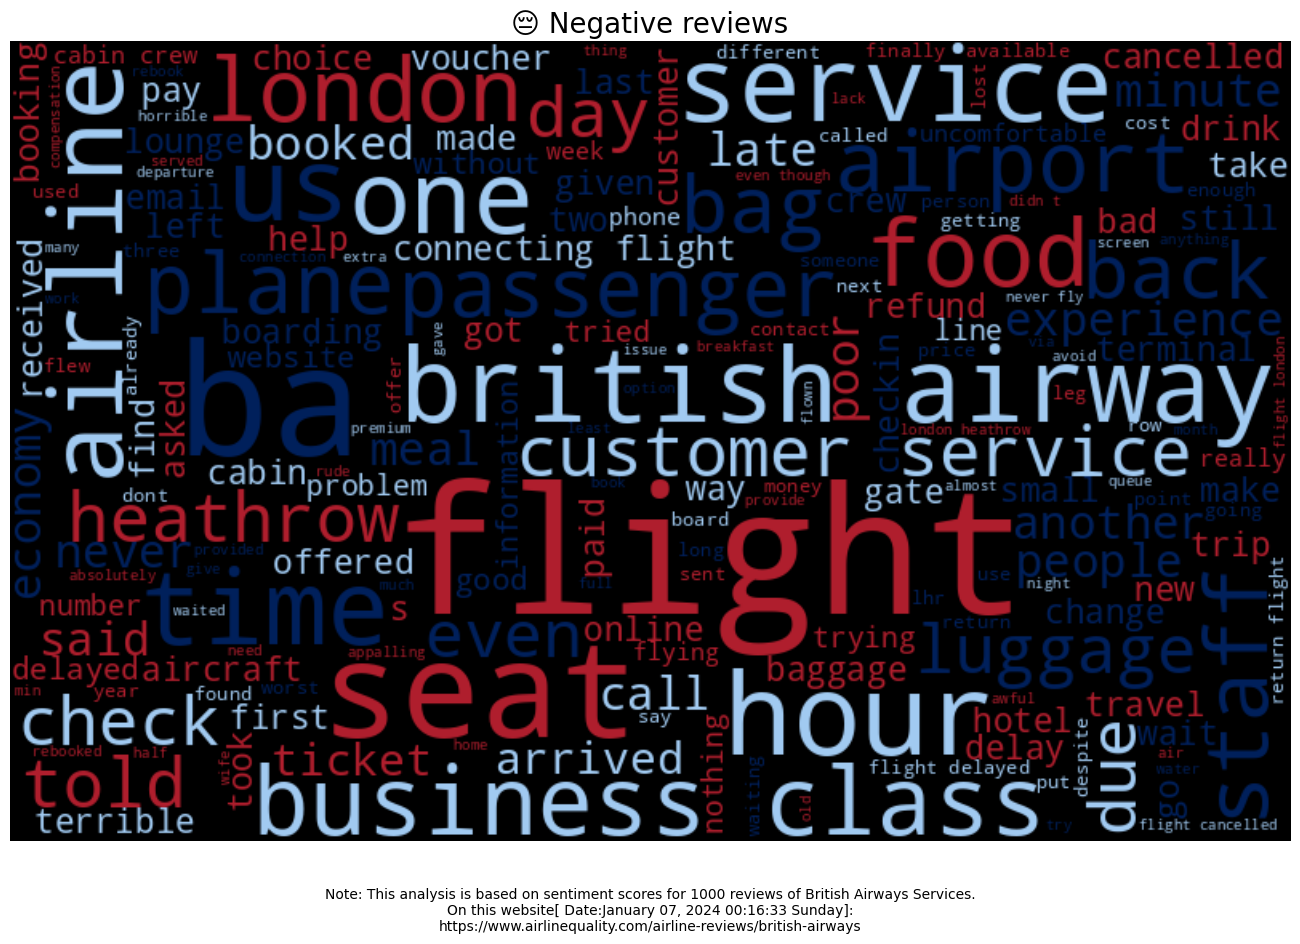 😔 Negative reviews
booking
cabin crew
choice
voucher
thing
different
finally
available
cancelled
airline
compensation
rebook
pay
horrible
london
day
last
customer
service
lost
lack
minute
lounge
booked
made
week
without
late
called
uncomfortable
cost
drink
served
departure
used
email
left
us
one
given
two
phone
bag
even though
airport
crew
person
didn t
enough
take
received
many
three
help
connection
extra
connecting flight
someone
getting
food
bad
screen
still
anything
back
work
plane
passenger
next
refund
never fly
experience
already
boarding
website
gave
got
tried
contact
issue
breakfast
poor
line
price
via
avoid
terminal
flew
find
asked
ba
offer
british
option
flown
checkin
airway
leg
flight london
economy
premium
meal
information
least
customer
service
london heathrow
row
month
really
dont
cabin
rude
problem
book
way
money
provide
gate
almost
queue
small
point
make
going
heathrow
flight
paid
board
another
never
provided
offered
good
long
full
sent
people
trip
absolutely
give
much
use
night
new
number
waited
time
s
even
online
lhr
return
change
return flight
said
need
appalling
flying
trying
luggage
staff
delayed
aircraft
seat
baggage
min
year
found
worst
call
say
hour
awful
hotel
travel
check
first
delay
due
wait
rebooked
half
took
wife
ticket
home
arrived
nothing
flight delayed
despite
air
told
business
class
waiting
old
put
go
water
terrible
try
flight cancelled
Note: This analysis is based on sentiment scores for 1000 reviews of British Airways Services.
On this website[ Date:January 07, 2024 00:16:33 Sunday]:
https://www.airlinequality.com/airline-reviews/british-airways